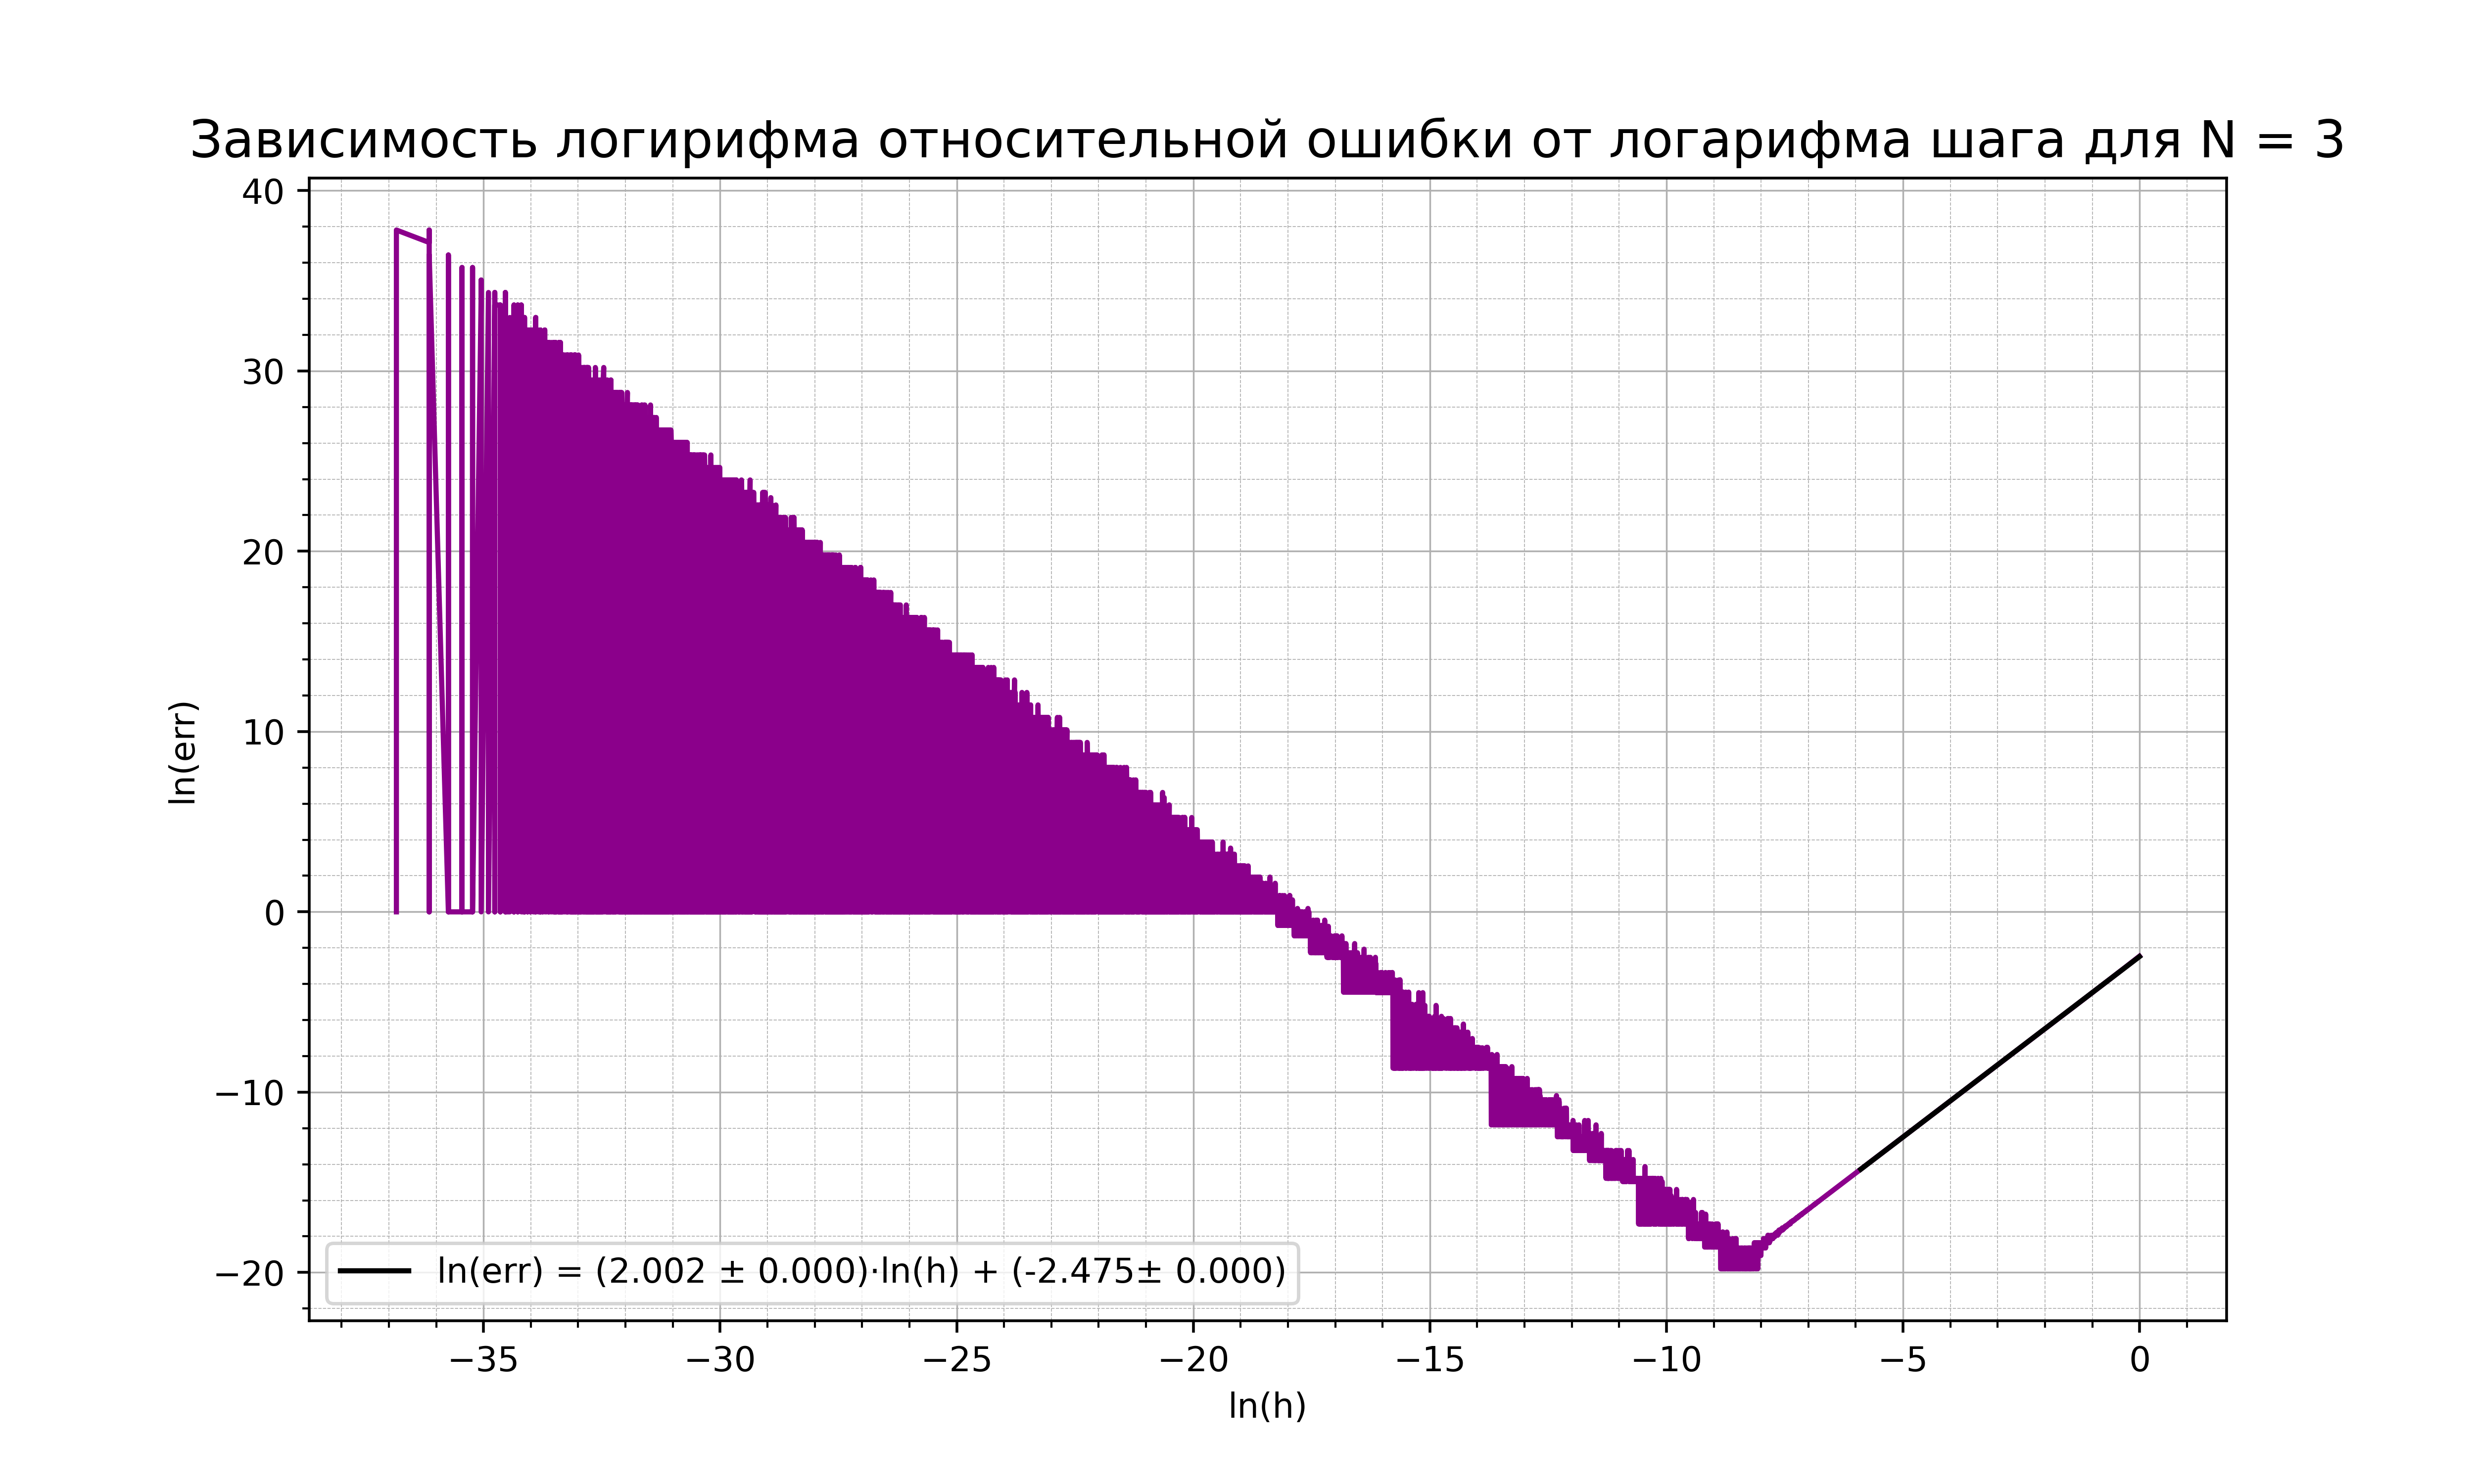 Зависимость логирифма относительной ошибки от логарифма шага для N = 3
40
30
20
10
0
−10
−20
ln(err)
ln(err) = (2.002 ± 0.000)·ln(h) + (-2.475± 0.000)
−35 −30 −25 −20 −15 −10 −5 0
ln(h)